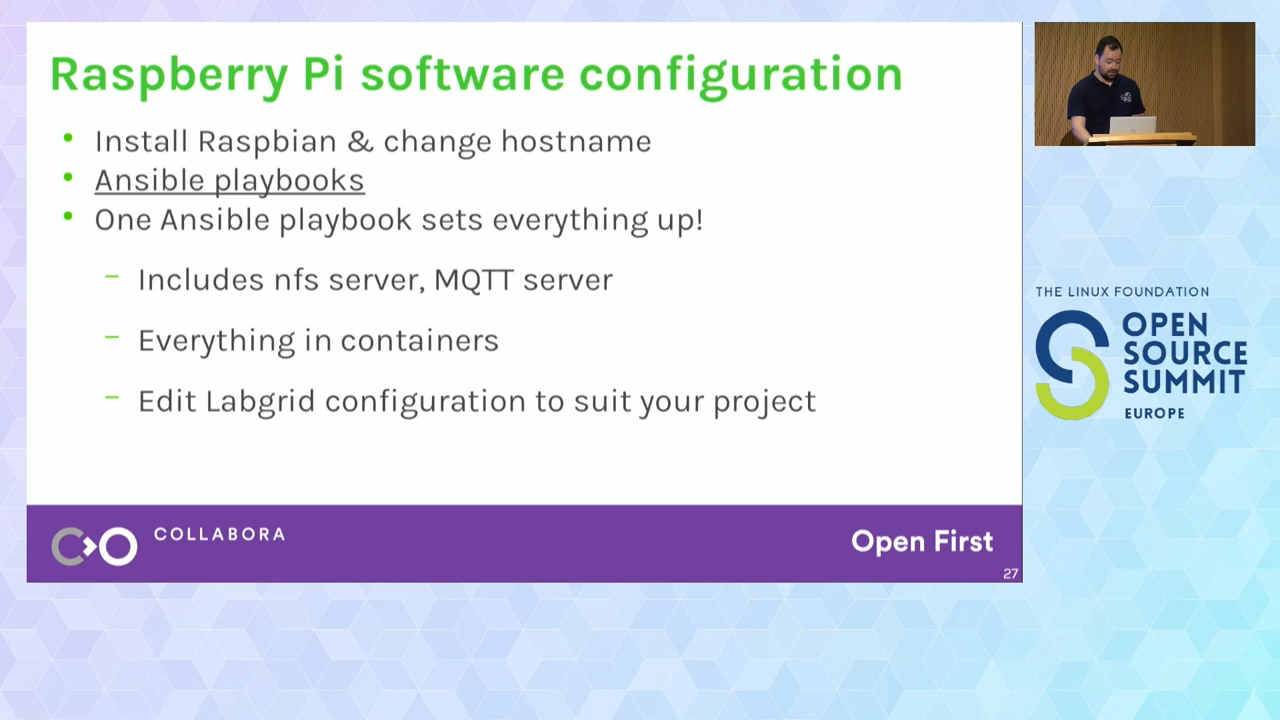 Raspberry Pi software configuration
• Install Raspbian & change hostname
• Ansible playbooks
• One Ansible playbook sets everything up!
– Includes nfs server, MQTT server
– Everything in containers
– Edit Labgrid configuration to suit your project
COLLABORA
Open First
27
THE LINUX FOUNDATION
OPEN
SOURCE
SUMMIT
EUROPE